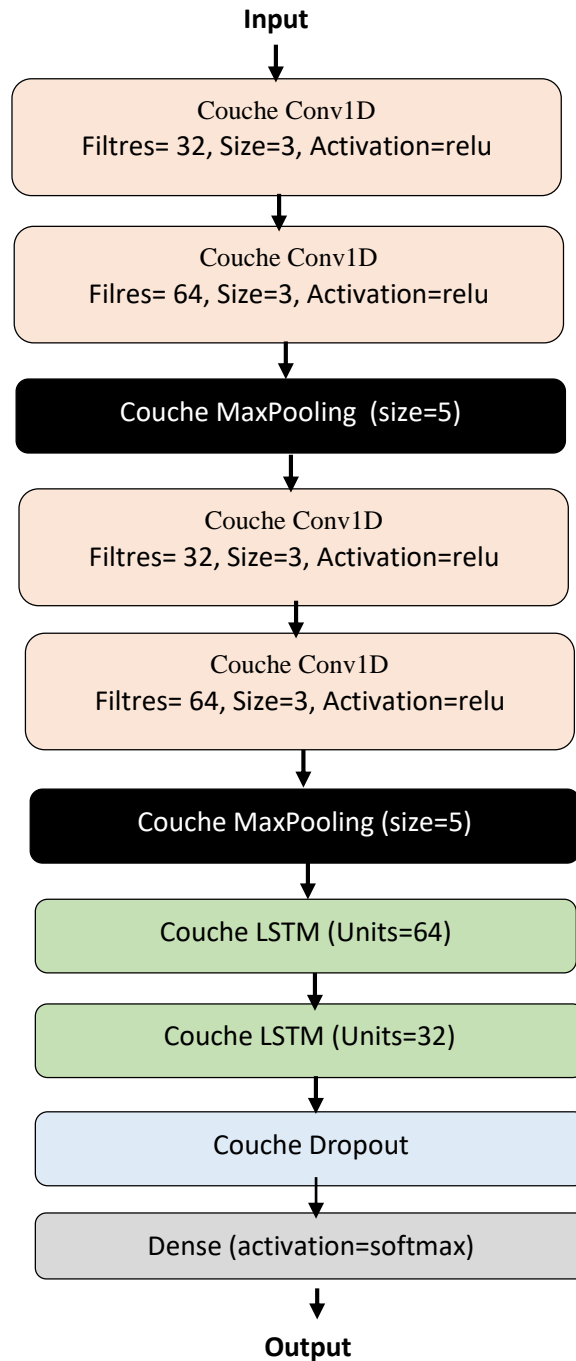 Input
Couche Conv1D
Filtres= 32, Size=3, Activation=relu
Couche Conv1D
Filres= 64, Size=3, Activation=relu
Couche MaxPooling  (size=5)
Couche Conv1D
Filtres= 32, Size=3, Activation=relu
Couche Conv1D
Filtres= 64, Size=3, Activation=relu
Couche MaxPooling (size=5)
Couche LSTM (Units=64)
Couche LSTM (Units=32)
Couche Dropout
Dense (activation=softmax)
Output